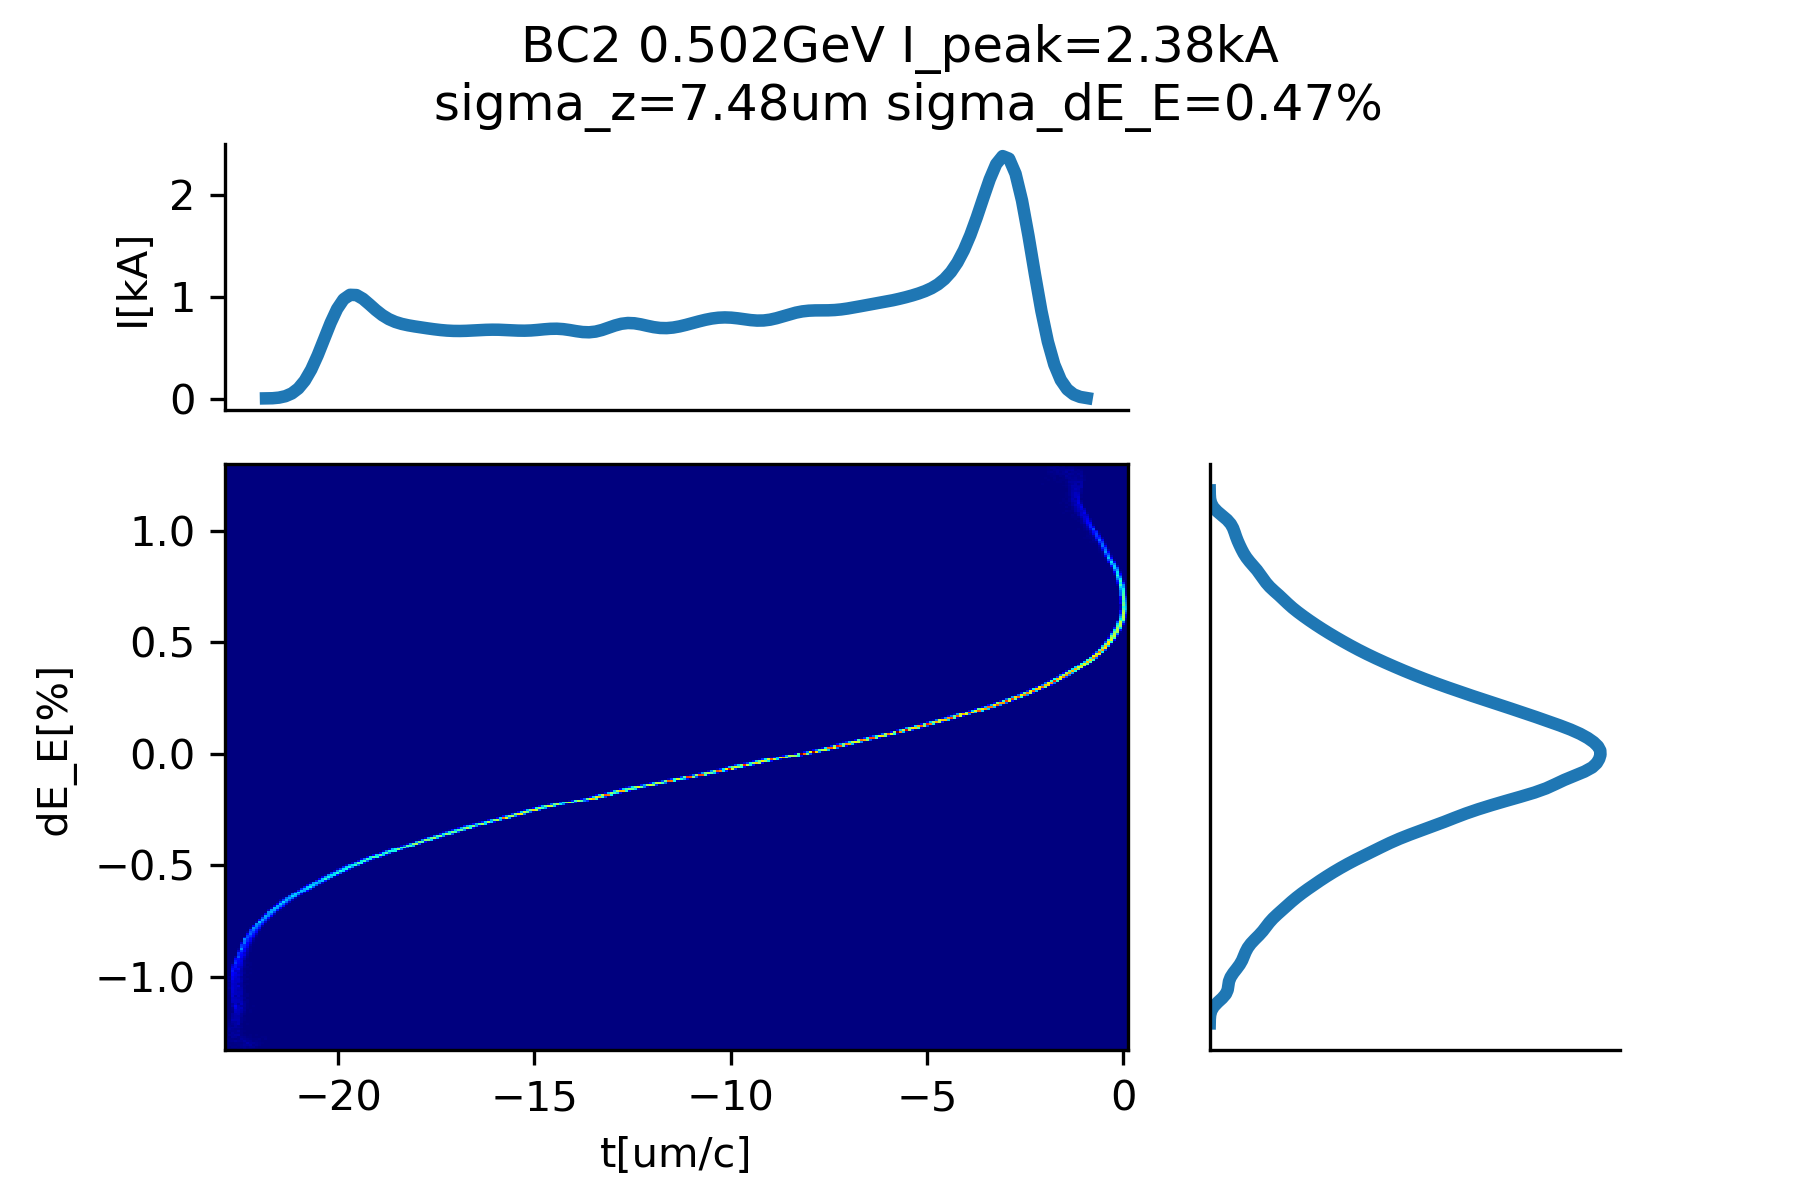 BC2 0.502GeV I_peak=2.38kA
sigma_z=7.48um sigma_dE_E=0.47%
I[kA]
2
1
0
dE_E[%]
1.0
0.5
0.0
−0.5
−1.0
−20 −15 −10 −5 0
t[um/c]